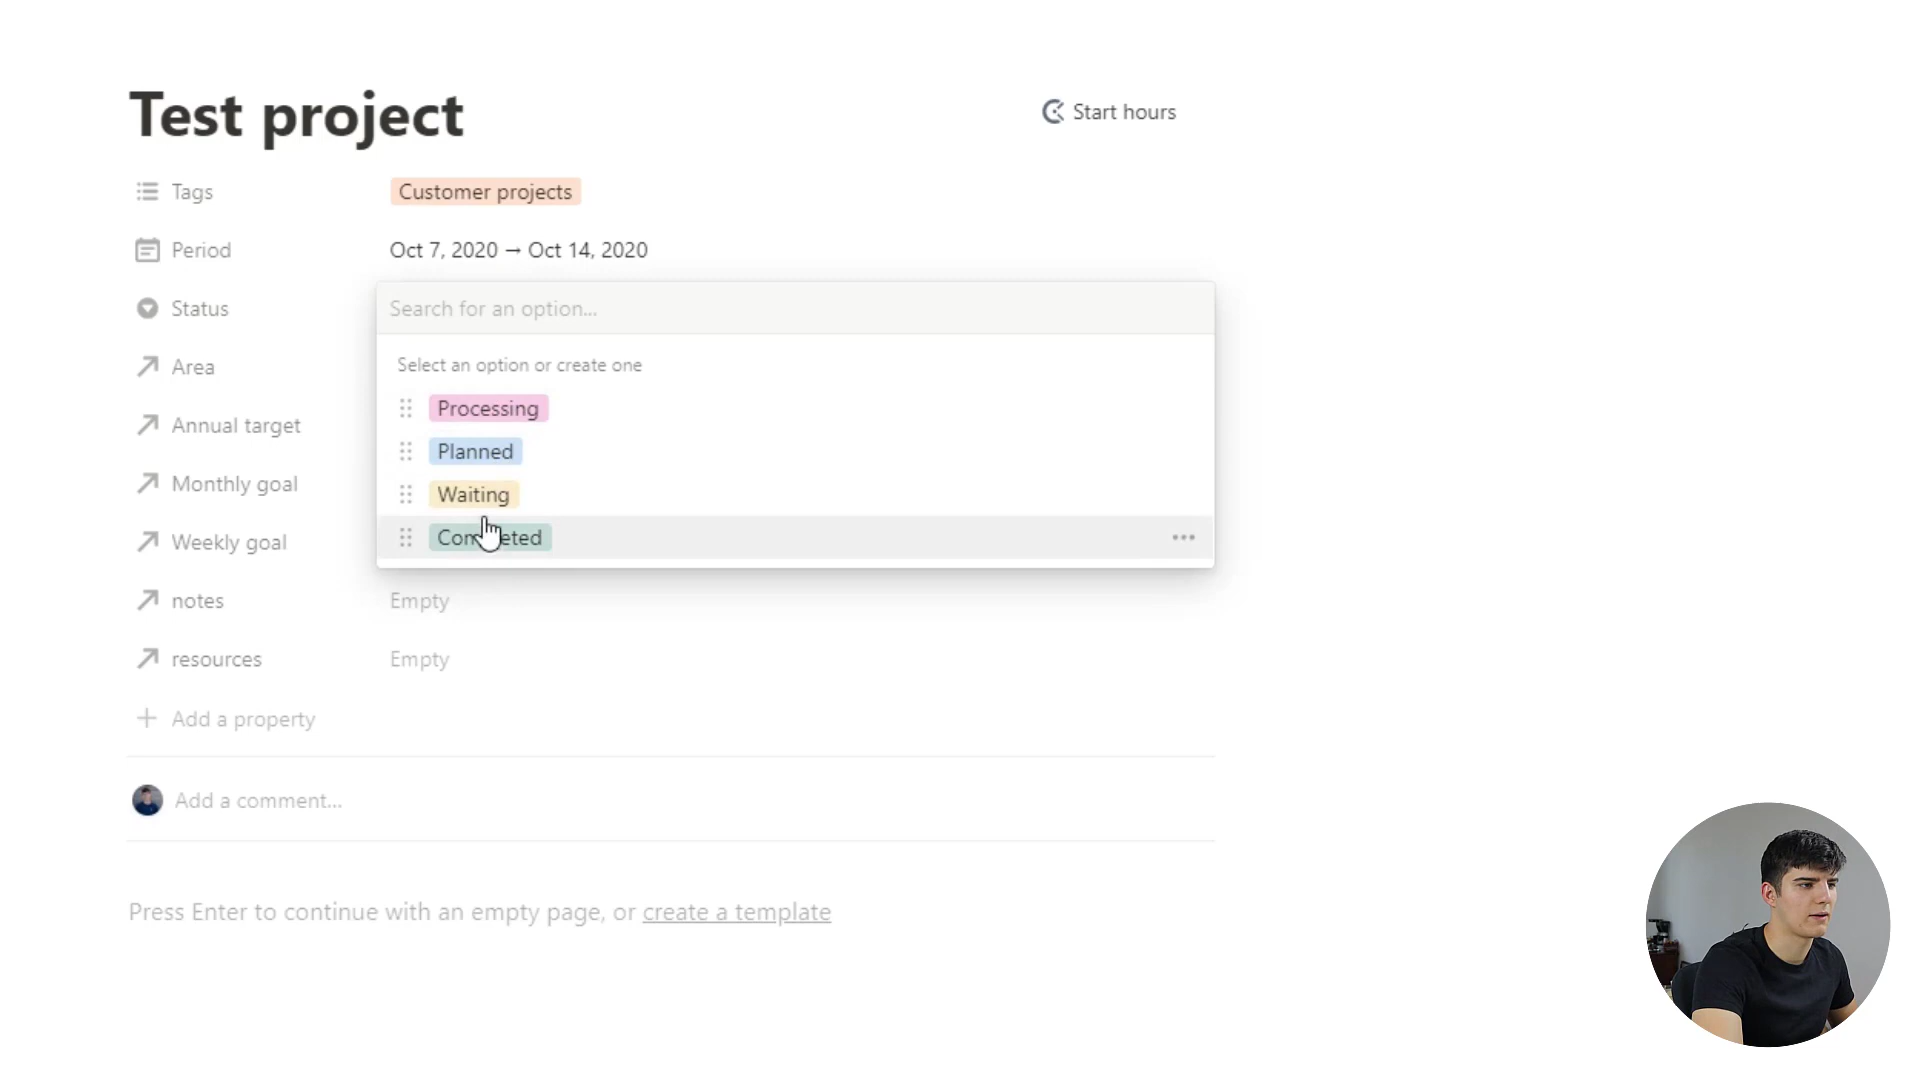 Test project
Start hours
Tags Customer projects
Period Oct 7, 2020 → Oct 14, 2020
Status Search for an option...
Select an option or create one
Area
Processing
Annual target
Planned
Monthly goal
Waiting
Weekly goal
Completed
notes Empty
resources Empty
Add a property
Add a comment...
Press Enter to continue with an empty page, or create a template